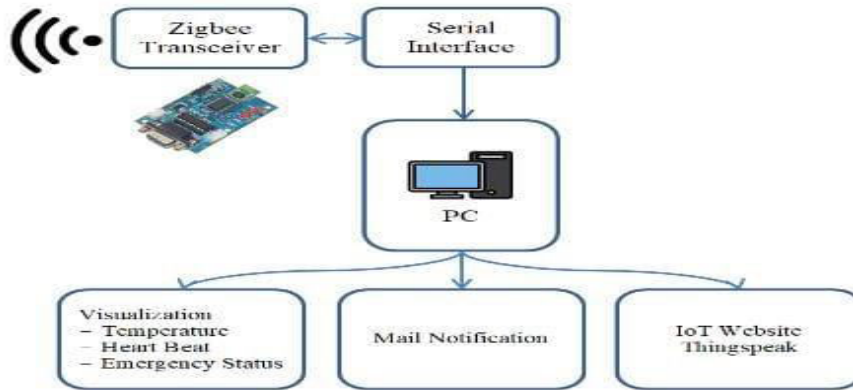 Zigbee
Transceiver
Serial
Interface
PC
Visualization
– Temperature
– Heart Beat
– Emergency Status
Mail Notification
IoT Website
Thingspeak